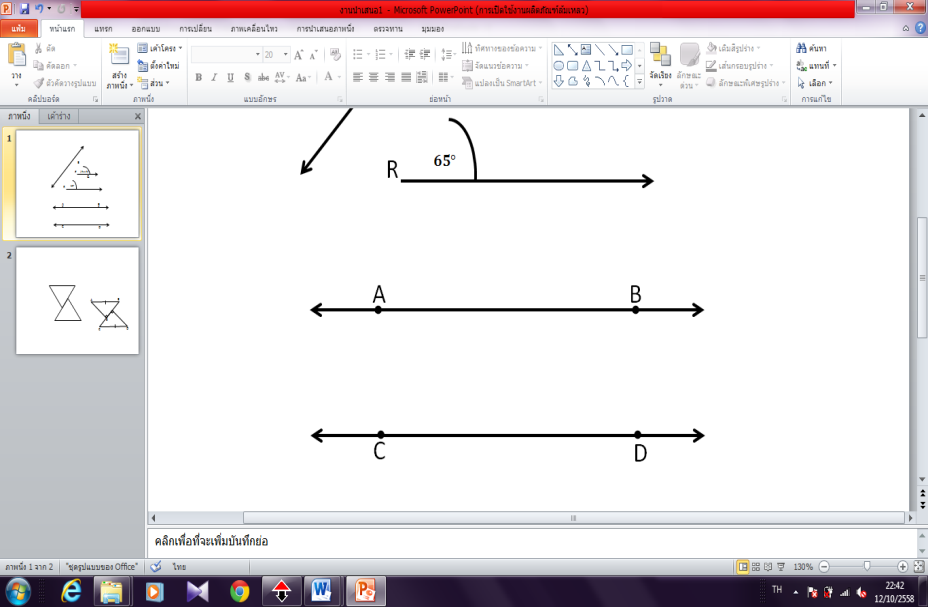 งานนำเสนอ1 - Microsoft PowerPoint (การเปิดใช้งานผลิตภัณฑ์ล้มเหลว)
แฟ้ม หน้าแรก แทรก ออกแบบ การเปลี่ยน ภาพเคลื่อนไหว การนำเสนอภาพนิ่ง ตรวจทาน มุมมอง
วาง
ตัด
คัดลอก
ตัวคัดวางรูปแบบ
คลิปบอร์ด
สร้าง
ภาพนิ่ง
เค้าโครง
ตั้งค่าใหม่
ส่วน
ภาพนิ่ง
20
B I U S abc AV Aa A
แบบอักษร
ทิศทางของข้อความ
จัดแนวข้อความ
แปลงเป็น SmartArt
ย่อหน้า
จัดเรียง
ลักษณะ
ด่วน
เติมสีรูปร่าง
เส้นกรอบรูปร่าง
ลักษณะพิเศษรูปร่าง
รูปวาด
ค้นหา
แทนที่
เลือก
การแก้ไข
ภาพนิ่ง เค้าร่าง
1
2
R 65°
A B
C D
คลิกเพื่อที่จะเพิ่มบันทึกย่อ
ภาพนิ่ง 1 จาก 2 "ชุดรูปแบบของ Office" ไทย 130%
TH 22:42
12/10/2558